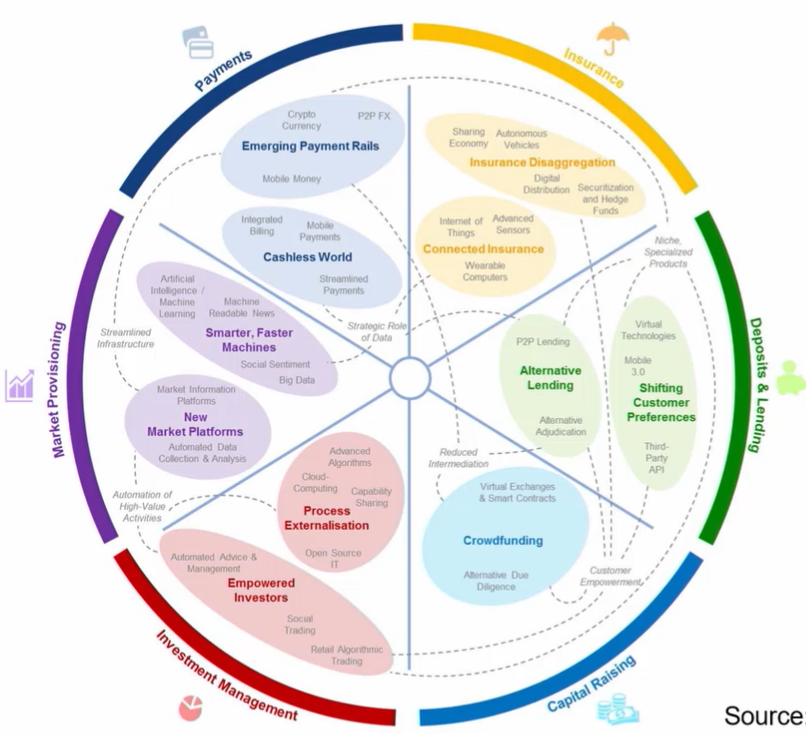 Payments
Insurance
Deposits & Lending
Capital Raising
Investment Management
Market Provisioning
Crypto
Currency
P2P FX
Emerging Payment Rails
Mobile Money
Integrated
Billing
Mobile
Payments
Cashless World
Streamlined
Payments
Sharing
Economy
Autonomous
Vehicles
Insurance Disaggregation
Digital
Distribution
Securitization
and Hedge
Funds
Internet of
Things
Advanced
Sensors
Connected Insurance
Wearable
Computers
Niche,
Specialized
Products
Artificial
Intelligence /
Machine
Learning
Machine
Readable News
Smarter, Faster
Machines
Social Sentiment
Big Data
Streamlined
Infrastructure
Strategic Role
of Data
Market Information
Platforms
New
Market Platforms
Automated Data
Collection & Analysis
Automation of
High-Value
Activities
P2P Lending
Alternative
Lending
Alternative
Adjudication
Virtual
Technologies
Mobile
3.0
Shifting
Customer
Preferences
Third-
Party
API
Advanced
Algorithms
Cloud-
Computing
Capability
Sharing
Process
Externalisation
Open Source
IT
Reduced
Intermediation
Virtual Exchanges
& Smart Contracts
Crowdfunding
Alternative Due
Diligence
Customer
Empowerment
Automated Advice &
Management
Empowered
Investors
Social
Trading
Retail Algorithmic
Trading
Source: